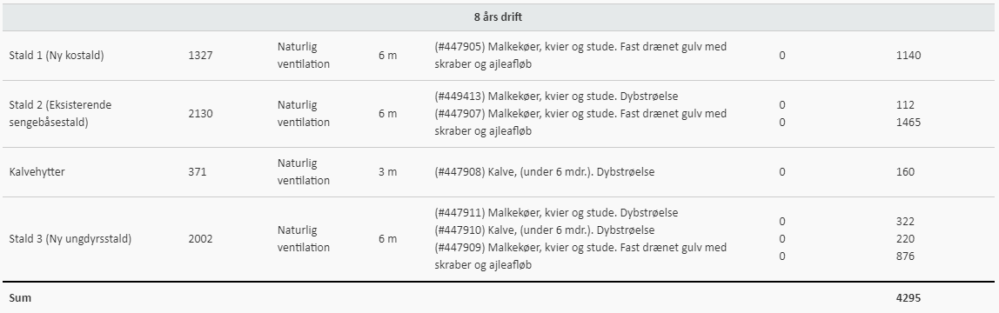 8 års drift
Stald 1 (Ny kostald) 1327 Naturlig ventilation 6 m (#447905) Malkekøer, kvier og stude. Fast drænet gulv med skraber og ajleafløb 0 1140
Stald 2 (Eksisterende sengebåsestald) 2130 Naturlig ventilation 6 m (#449413) Malkekøer, kvier og stude. Dybstrøelse 0 112
(#447907) Malkekøer, kvier og stude. Fast drænet gulv med skraber og ajleafløb 0 1465
Kalvehytter 371 Naturlig ventilation 3 m (#447908) Kalve, (under 6 mdr.). Dybstrøelse 0 160
Stald 3 (Ny ungdyrsstald) 2002 Naturlig ventilation 6 m (#447911) Malkekøer, kvier og stude. Dybstrøelse 0 322
(#447910) Kalve, (under 6 mdr.). Dybstrøelse 0 220
(#447909) Malkekøer, kvier og stude. Fast drænet gulv med skraber og ajleafløb 0 876
Sum 4295